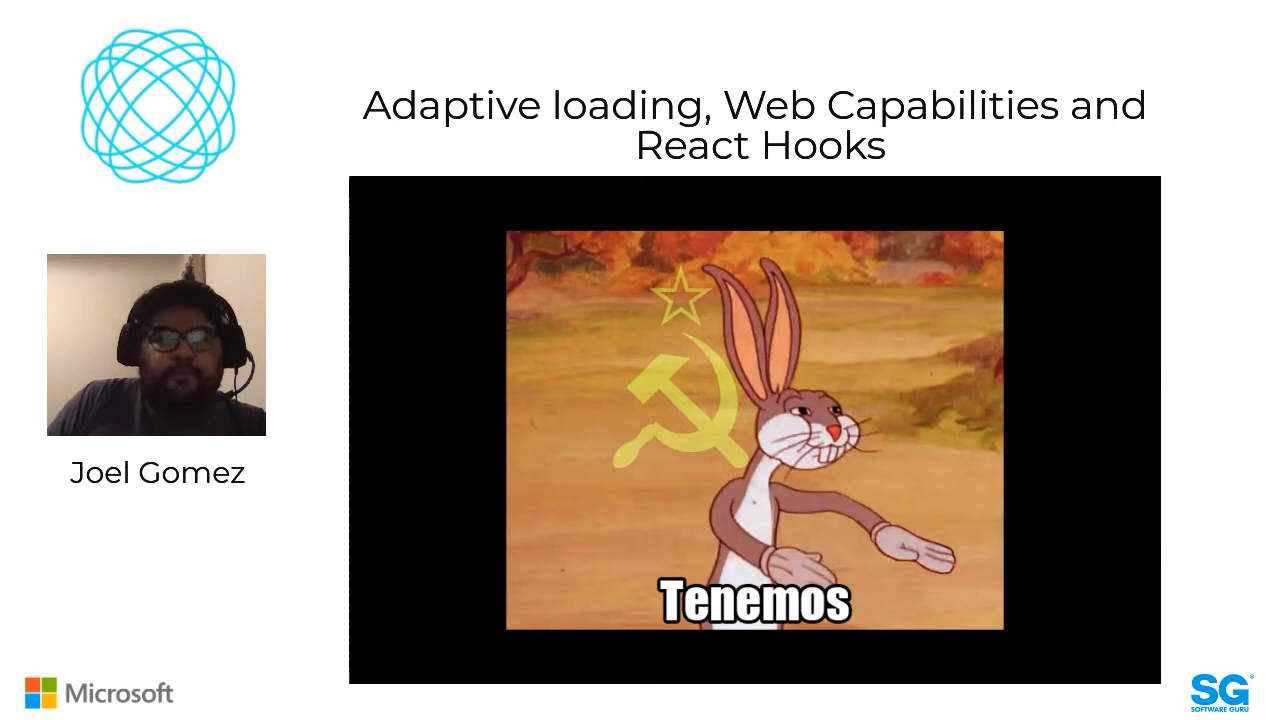 Adaptive loading, Web Capabilities and
React Hooks
Joel Gomez
Tenemos
Microsoft
SG
SOFTWARE GURU